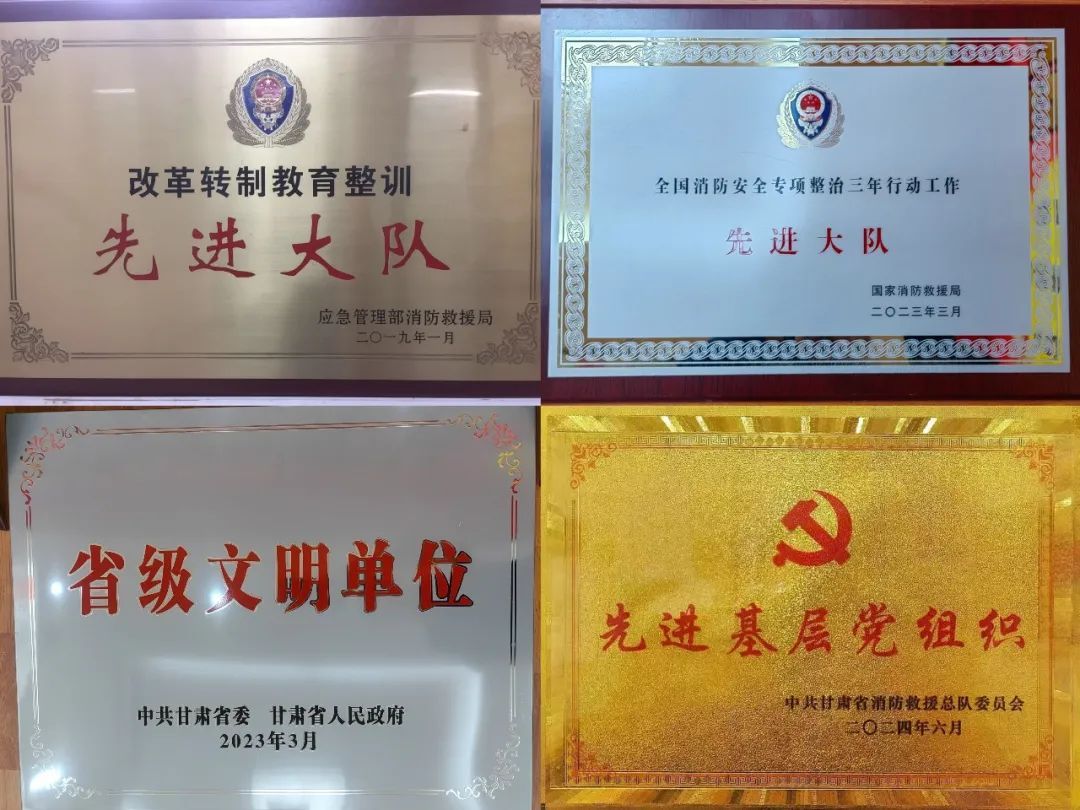 改革转制教育整训
先进大队
应急管理部消防救援局
二〇一九年一月
全国消防安全专项整治三年行动工作
先进大队
国家消防救援局
二〇二三年三月
省级文明单位
中共甘肃省委 甘肃省人民政府
2023年3月
先进基层党组织
中共甘肃省消防救援总队委员会
二〇二四年六月